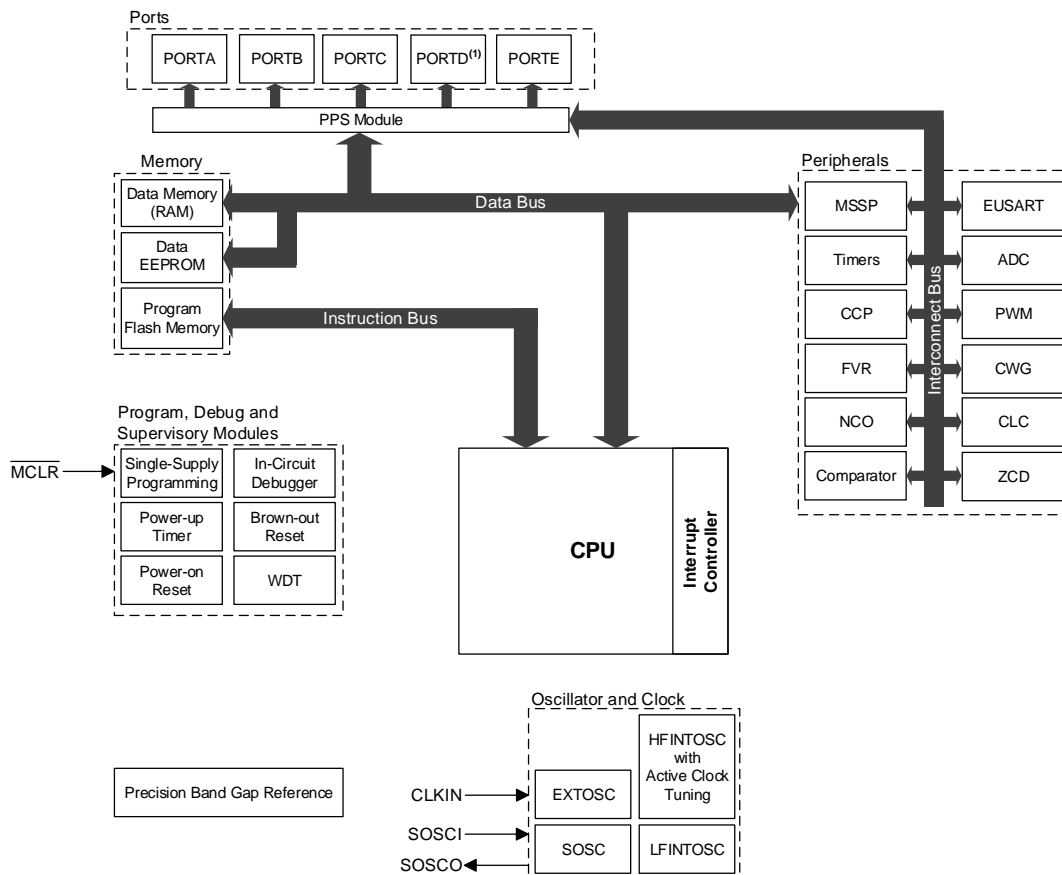 Ports
PORTA
PORTB
PORTC
PORTD(1)
PORTE
PPS Module
Memory
Data Memory
(RAM)
Data
EEPROM
Program
Flash Memory
Data Bus
Instruction Bus
Peripherals
MSSP
EUSART
Timers
ADC
CCP
PWM
FVR
CWG
NCO
CLC
Comparator
ZCD
Interconnect Bus
Program, Debug and
Supervisory Modules
MCLR
Single-Supply
Programming
In-Circuit
Debugger
Power-up
Timer
Brown-out
Reset
Power-on
Reset
WDT
CPU
Interrupt
Controller
Oscillator and Clock
HFINTOSC
with
Active Clock
Tuning
EXTOSC
SOSC
LFINTOSC
CLKIN
SOSCI
SOSCO
Precision Band Gap Reference